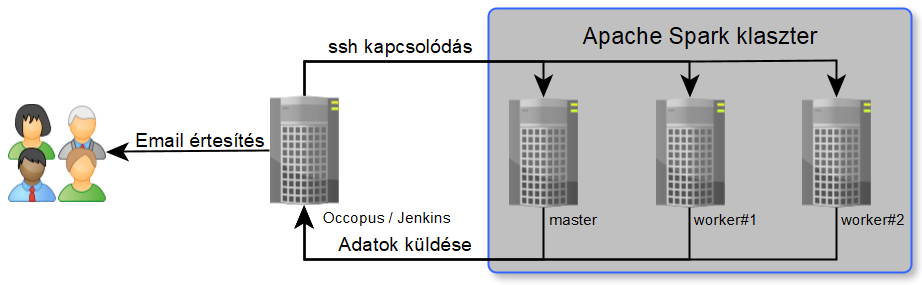 Apache Spark klaszter
ssh kapcsolódás
Email értesítés
Occopus / Jenkins
master
worker#1
worker#2
Adatok küldése